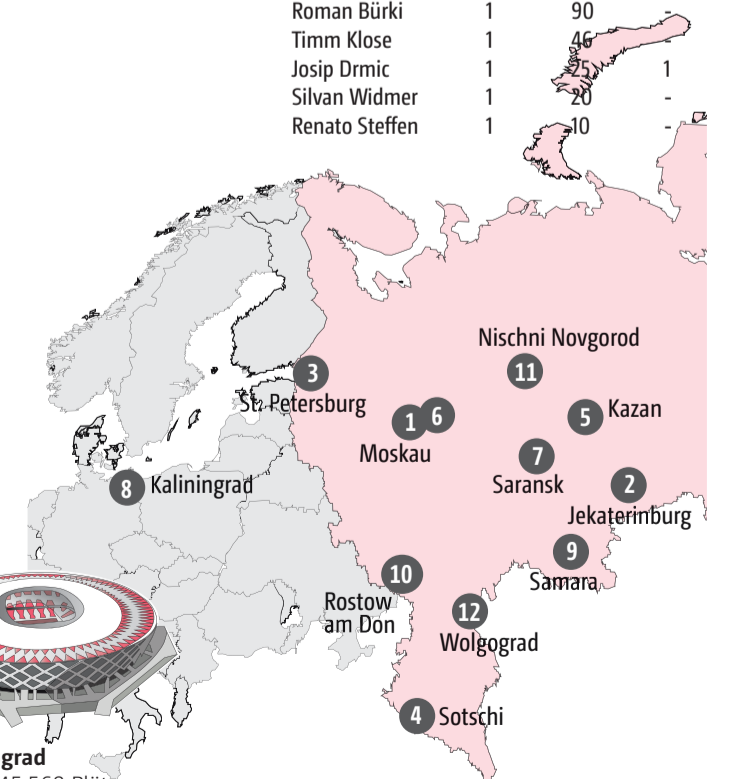 Roman Bürki 1 90 -
Timm Klose 1 46 -
Josip Drmic 1 25 1
Silvan Widmer 1 20 -
Renato Steffen 1 10 -
Nischni Novgorod
11
3
St. Petersburg
5 Kazan
1 6
Moskau
7
Saransk
8 Kaliningrad
2
Jekaterinburg
9
Samara
10
Rostow
am Don
12
Wolgograd
4 Sotschi
grad